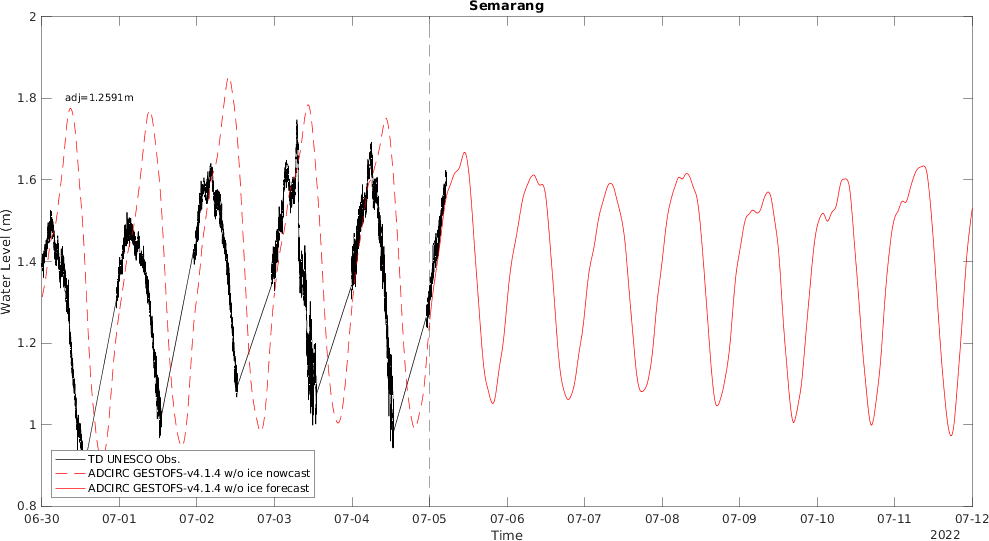 Semarang
2
1.8
1.6
1.4
1.2
1
0.8
Water Level (m)
adj=1.2591m
TD UNESCO Obs.
ADCIRC GESTOFS-v4.1.4 w/o ice nowcast
ADCIRC GESTOFS-v4.1.4 w/o ice forecast
06-30 07-01 07-02 07-03 07-04 07-05 07-06 07-07 07-08 07-09 07-10 07-11 07-12
Time
2022